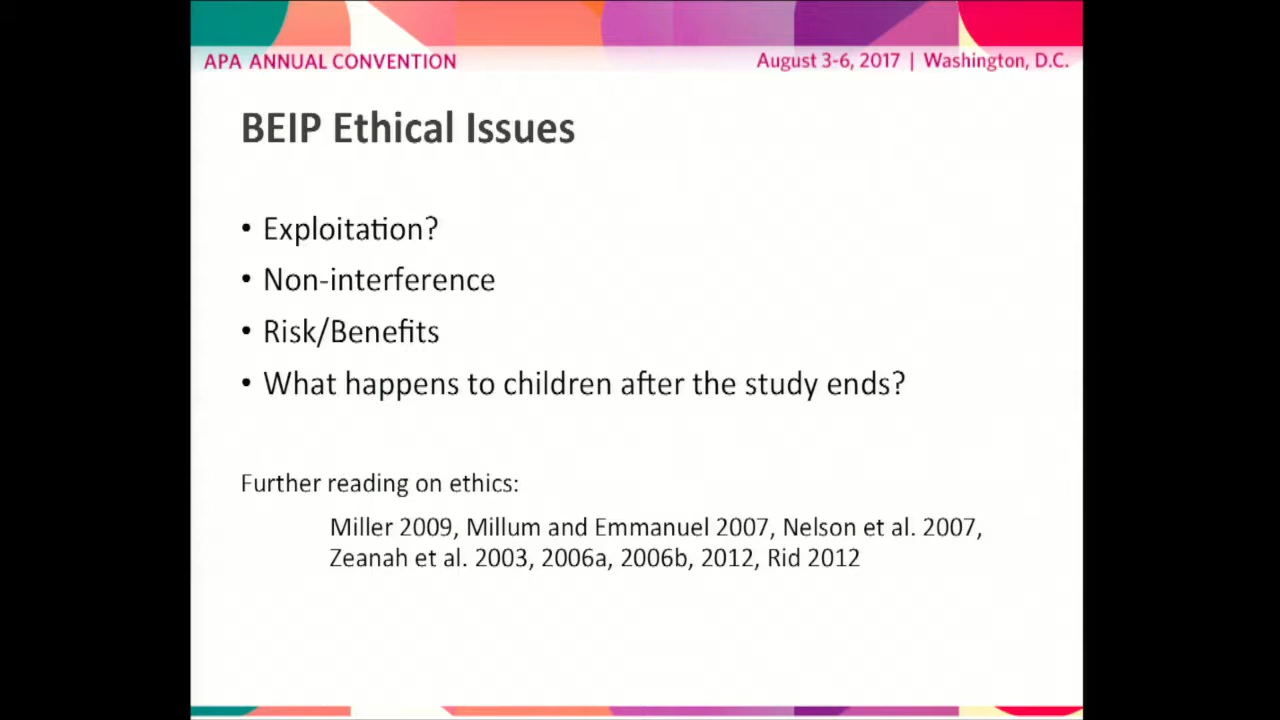 APA ANNUAL CONVENTION
August 3-6, 2017 | Washington, D.C.
BEIP Ethical Issues
• Exploitation?
• Non-interference
• Risk/Benefits
• What happens to children after the study ends?
Further reading on ethics:
Miller 2009, Millum and Emmanuel 2007, Nelson et al. 2007,
Zeanah et al. 2003, 2006a, 2006b, 2012, Rid 2012